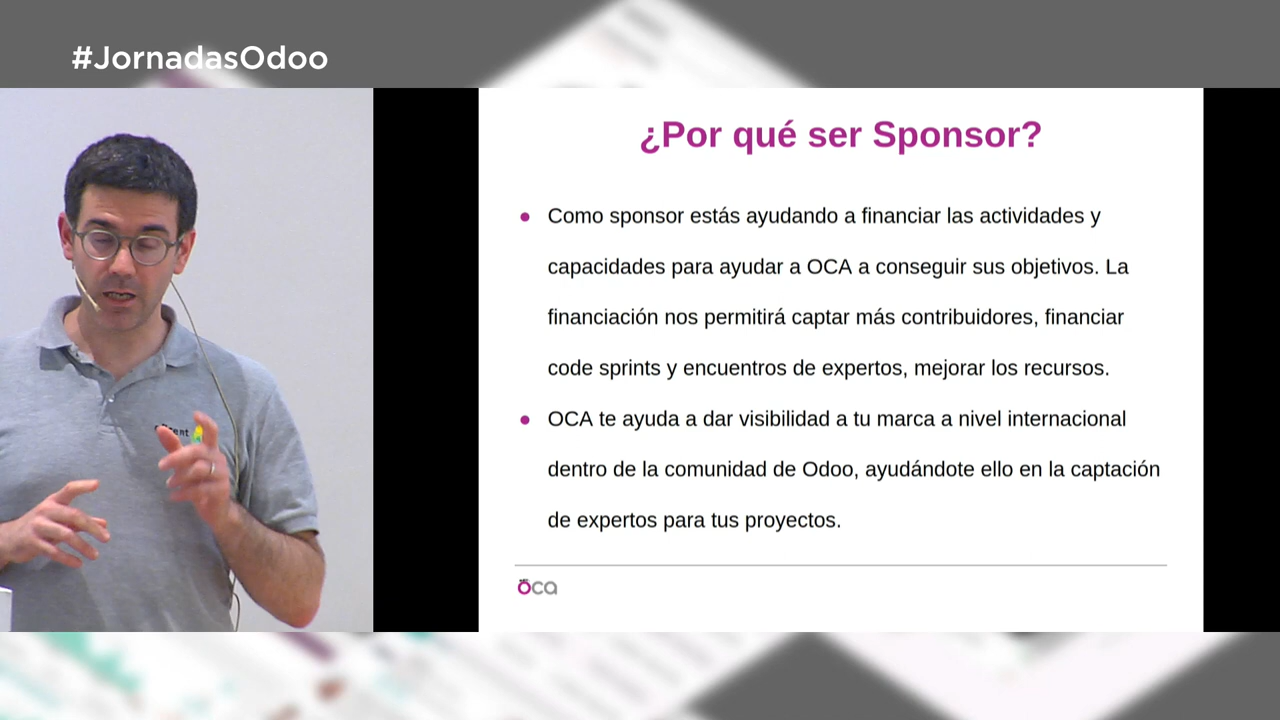 #JornadasOdoo
¿Por qué ser Sponsor?
Como sponsor estás ayudando a financiar las actividades y
capacidades para ayudar a OCA a conseguir sus objetivos. La
financiación nos permitirá captar más contribuidores, financiar
code sprints y encuentros de expertos, mejorar los recursos.
OCA te ayuda a dar visibilidad a tu marca a nivel internacional
dentro de la comunidad de Odoo, ayudándote ello en la captación
de expertos para tus proyectos.
oca